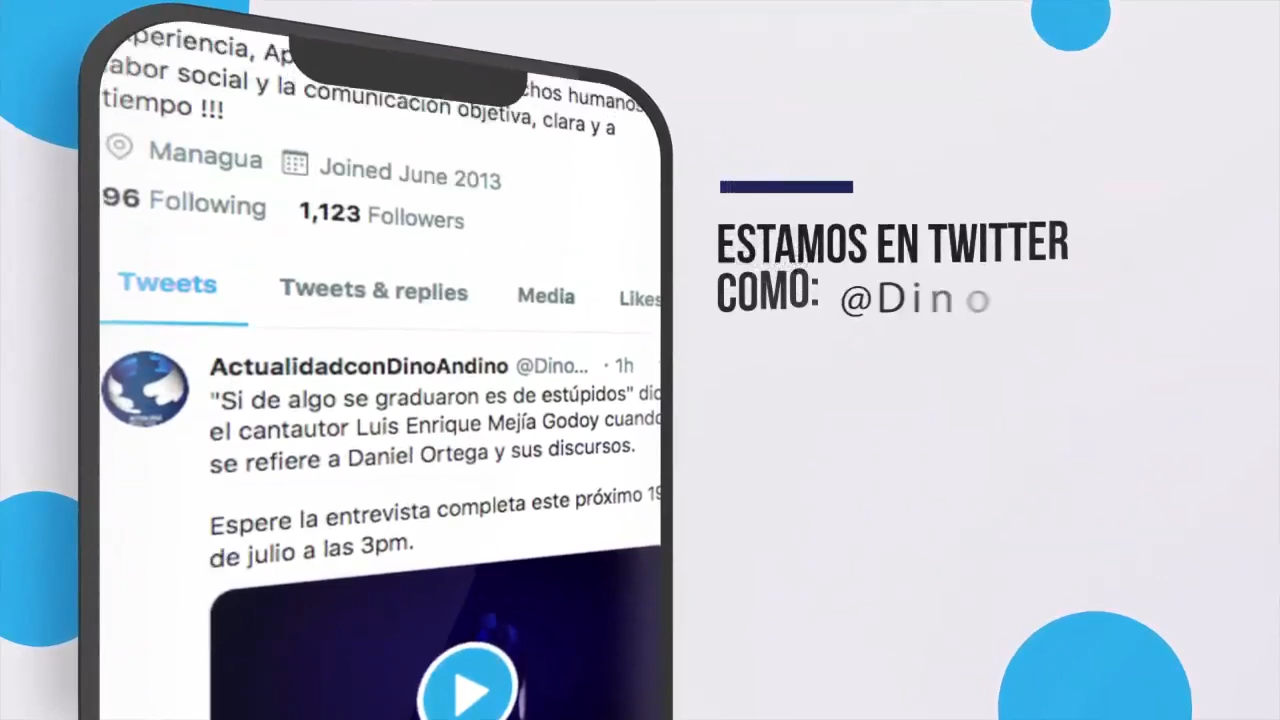 periencia, Ap
chos humanos
labor social y la comunicación objetiva, clara y a
tiempo !!!
Managua Joined June 2013
96 Following 1,123 Followers
Tweets Tweets & replies Media Likes
ActualidadconDinoAndino @Dino... · 1h
"Si de algo se graduaron es de estúpidos" dic
el cantautor Luis Enrique Mejía Godoy cuando
se refiere a Daniel Ortega y sus discursos.
Espere la entrevista completa este próximo 19
de julio a las 3pm.
ESTAMOS EN TWITTER
COMO: @Dino